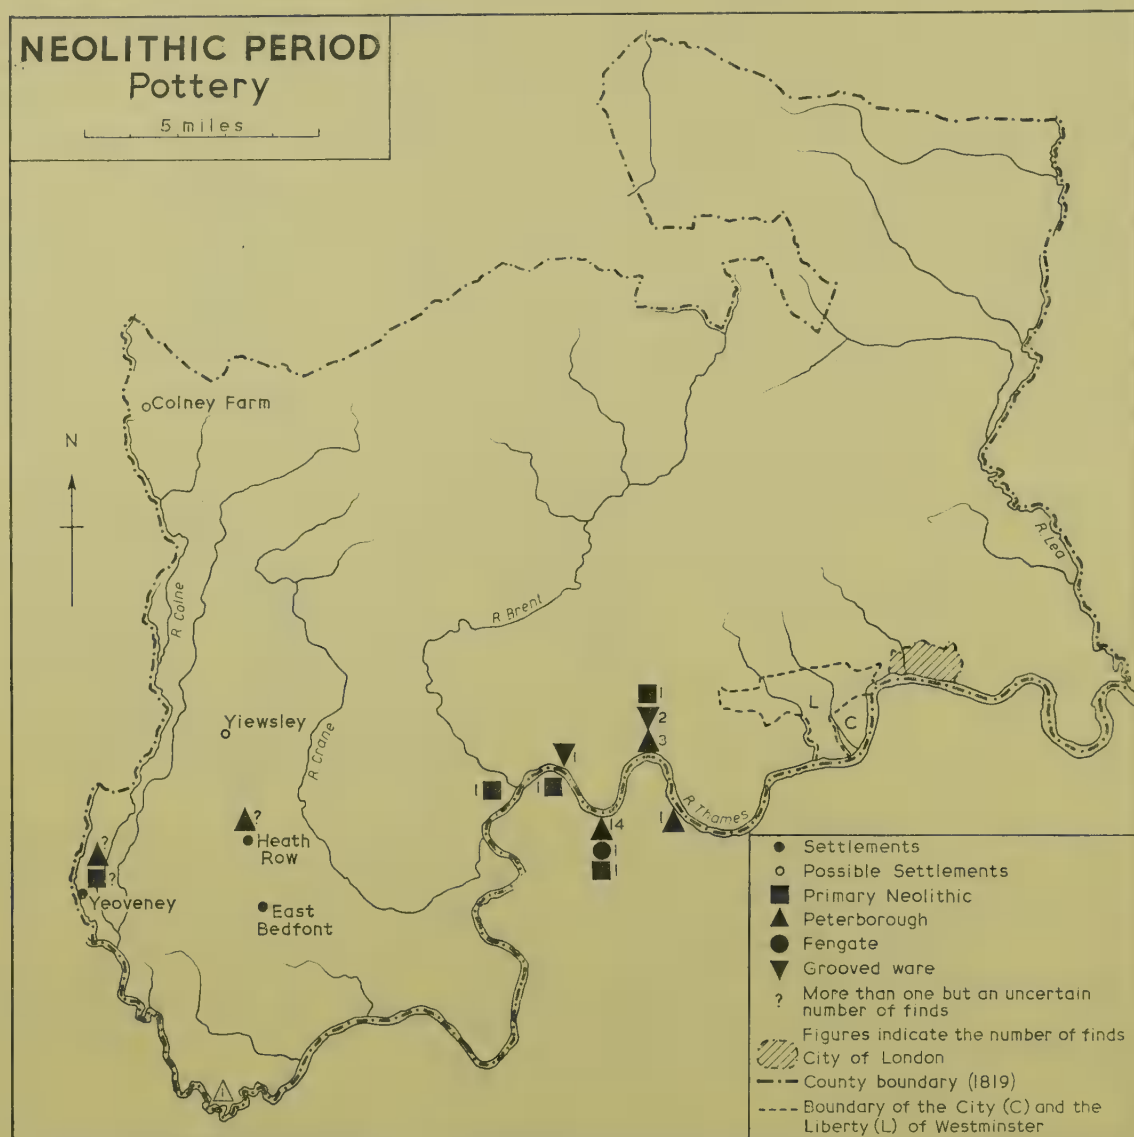 NEOLITHIC PERIOD
Pottery
5 miles
Colney Farm
N
R. Colne
R. Brent
R. Lea
Yiewsley
R. Crane
L
C
1
2
3
1
1
1
R. Thames
1
14
1
1
?
Heath
Row
?
?
Yeoveney
East
Bedfont
1
Settlements
Possible Settlements
Primary Neolithic
Peterborough
Fengate
Grooved ware
? More than one but an uncertain
number of finds
Figures indicate the number of finds
City of London
County boundary (1819)
Boundary of the City (C) and the
Liberty (L) of Westminster